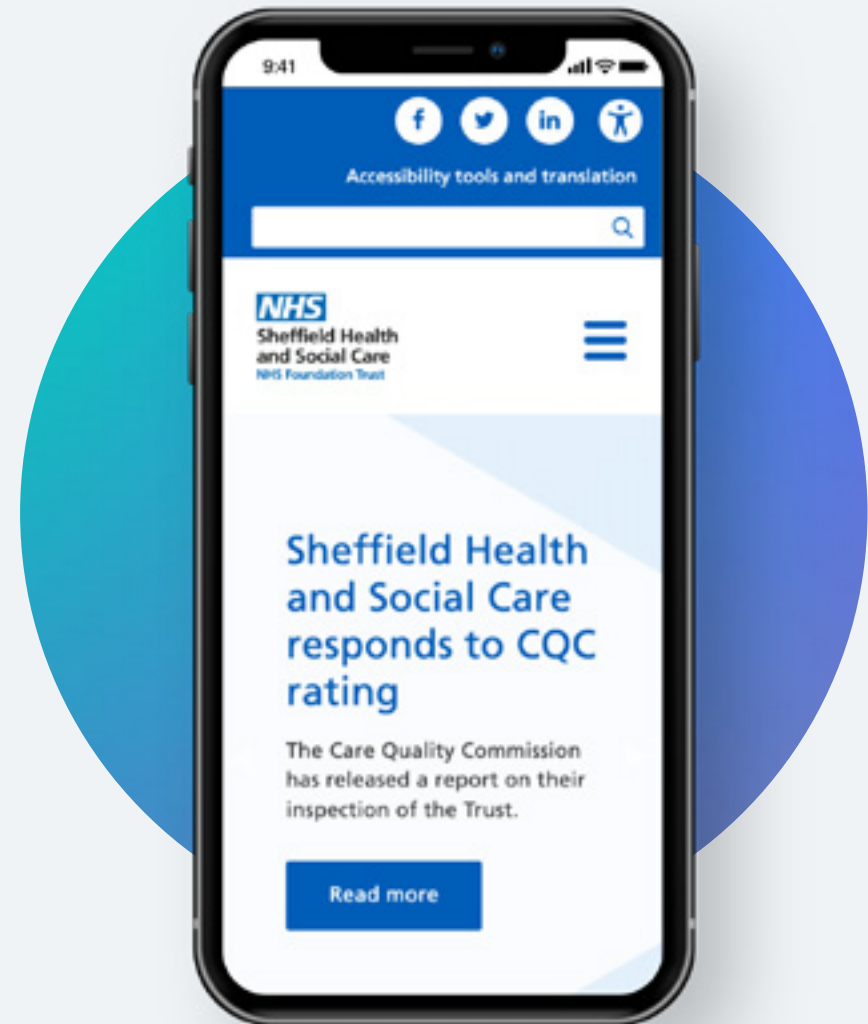 9:41
f
in
Accessibility tools and translation
NHS
Sheffield Health
and Social Care
NHS Foundation Trust
Sheffield Health
and Social Care
responds to CQC
rating
The Care Quality Commission
has released a report on their
inspection of the Trust.
Read more